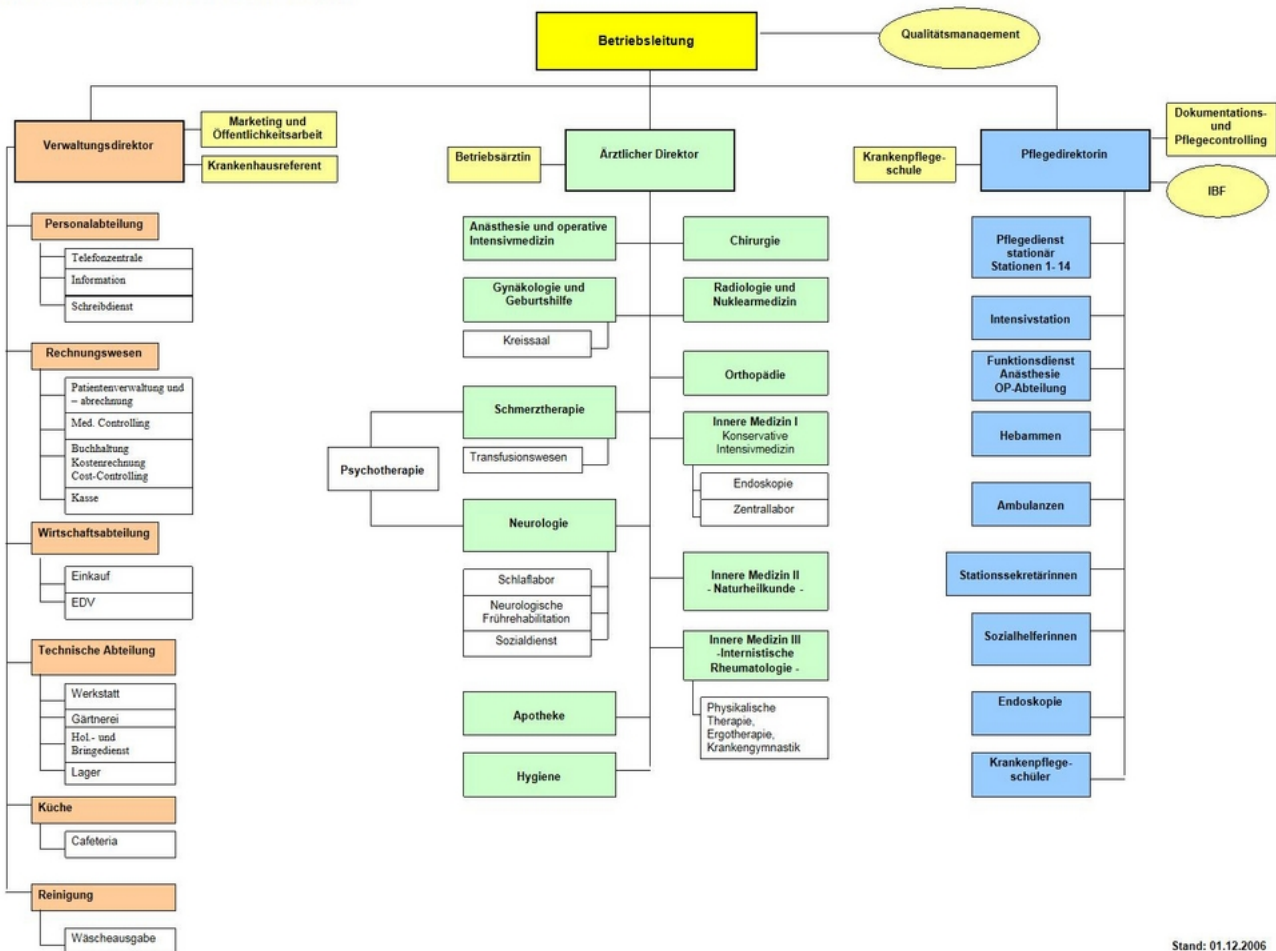 Betriebsleitung
Qualitätsmanagement
Verwaltungsdirektor
Marketing und
Öffentlichkeitsarbeit
Krankenhausreferent
Betriebsärztin
Ärztlicher Direktor
Krankenpflege-
schule
Pflegedirektorin
Dokumentations-
und
Pflegecontrolling
IBF
Personalabteilung
Telefonzentrale
Information
Schreibdienst
Rechnungswesen
Patientenverwaltung und
– abrechnung
Med. Controlling
Buchhaltung
Kostenrechnung
Cost-Controlling
Kasse
Wirtschaftsabteilung
Einkauf
EDV
Technische Abteilung
Werkstatt
Gärtnerei
Hol.- und
Bringedienst
Lager
Küche
Cafeteria
Reinigung
Wäscheausgabe
Psychotherapie
Anästhesie und operative
Intensivmedizin
Gynäkologie und
Geburtshilfe
Kreissaal
Schmerztherapie
Transfusionswesen
Neurologie
Schlaflabor
Neurologische
Frührehabilitation
Sozialdienst
Apotheke
Hygiene
Chirurgie
Radiologie und
Nuklearmedizin
Orthopädie
Innere Medizin I
Konservative
Intensivmedizin
Endoskopie
Zentrallabor
Innere Medizin II
- Naturheilkunde -
Innere Medizin III
-Internistische
Rheumatologie -
Physikalische
Therapie,
Ergotherapie,
Krankengymnastik
Pflegedienst
stationär
Stationen 1- 14
Intensivstation
Funktionsdienst
Anästhesie
OP-Abteilung
Hebammen
Ambulanzen
Stationssekretärinnen
Sozialhelferinnen
Endoskopie
Krankenpflege-
schüler
Stand: 01.12.2006